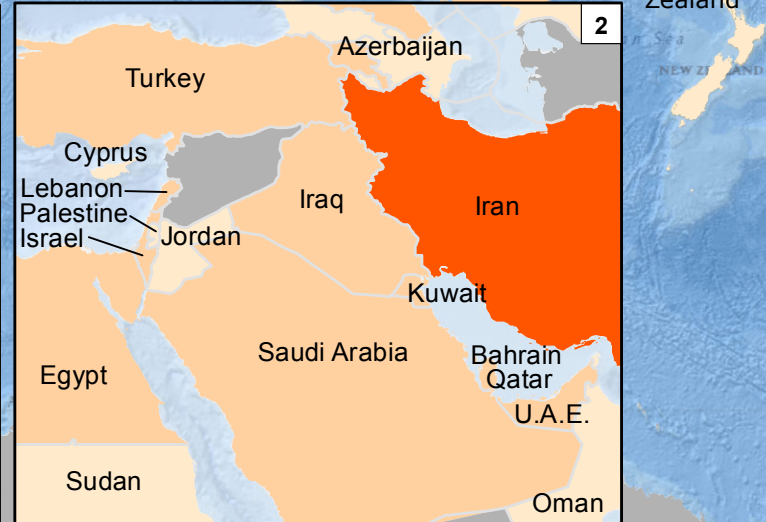 Zealand
2
Azerbaijan
Turkey
NEW
Cyprus
Lebanon
Palestine
Israel
Jordan
Iraq
Iran
Kuwait
Saudi Arabia
Bahrain
Qatar
Egypt
U.A.E.
Sudan
Oman